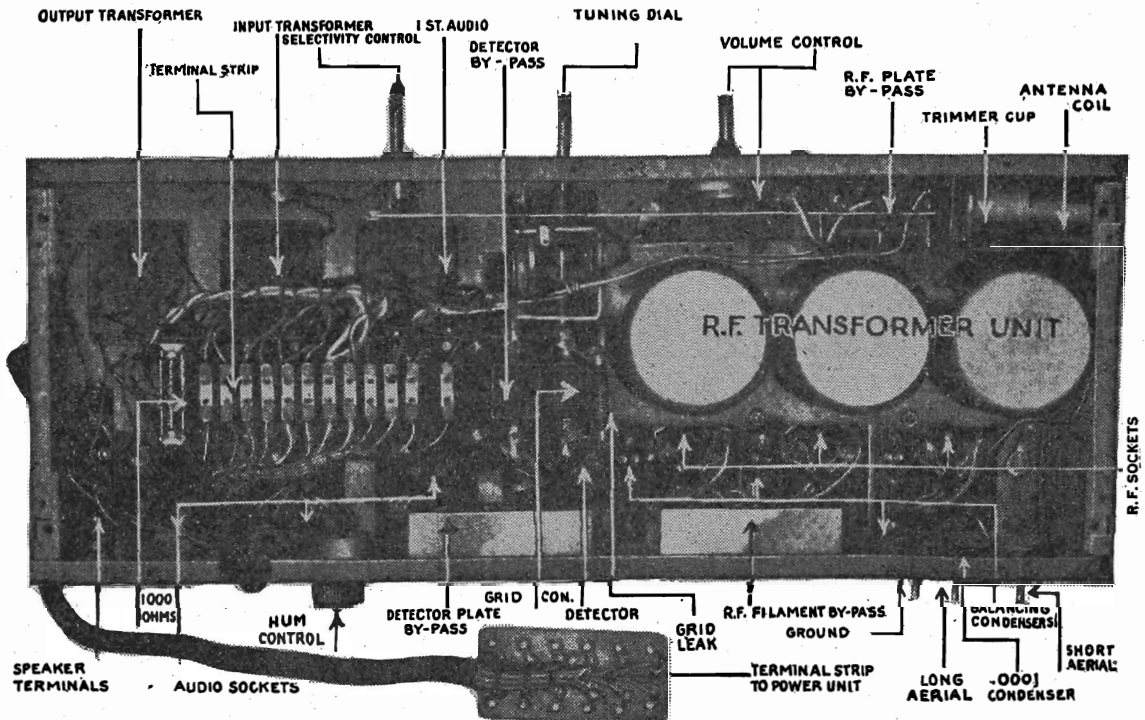 OUTPUT TRANSFORMER
INPUT TRANSFORMER
SELECTIVITY CONTROL
1 ST. AUDIO
TUNING DIAL
TERMINAL STRIP
DETECTOR
BY-PASS
VOLUME CONTROL
R.F. PLATE
BY-PASS
ANTENNA
COIL
TRIMMER CUP
R.F. TRANSFORMER UNIT
R.F. SOCKETS
1000
OHMS
HUM
CONTROL
DETECTOR PLATE
BY-PASS
GRID CON.
DETECTOR
GRID
LEAK
R.F. FILAMENT BY-PASS
GROUND
BALANCING
CONDENSERS
SHORT
AERIAL
SPEAKER
TERMINALS
AUDIO SOCKETS
TERMINAL STRIP
TO POWER UNIT
LONG
AERIAL
.0001
CONDENSER